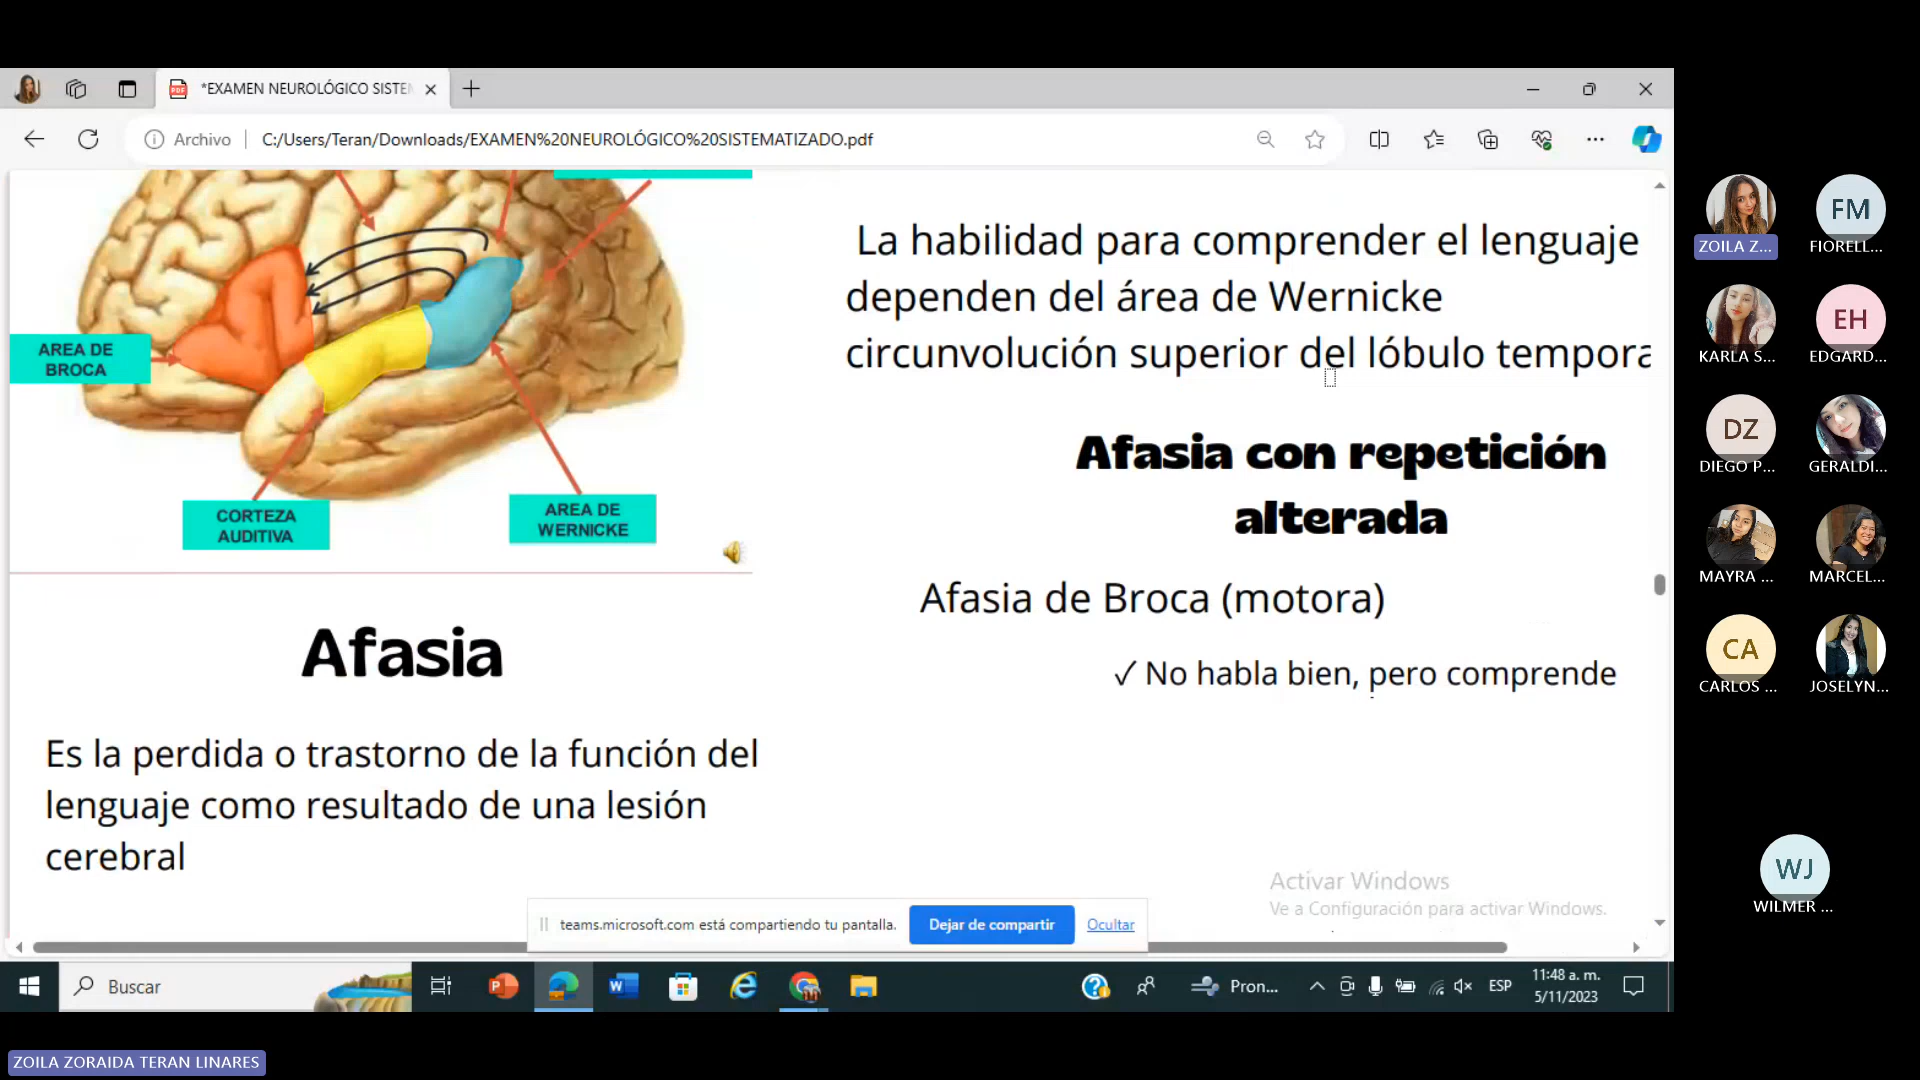 *EXAMEN NEUROLÓGICO SISTEM
Archivo
C:/Users/Teran/Downloads/EXAMEN%20NEUROLÓGICO%20SISTEMATIZADO.pdf
AREA DE
BROCA
CORTEZA
AUDITIVA
AREA DE
WERNICKE
Afasia
Es la perdida o trastorno de la función del
lenguaje como resultado de una lesión
cerebral
La habilidad para comprender el lenguaje
dependen del área de Wernicke
circunvolución superior del lóbulo tempora
Afasia con repetición
alterada
Afasia de Broca (motora)
✓ No habla bien, pero comprende
Activar Windows
Ve a Configuración para activar Windows.
teams.microsoft.com está compartiendo tu pantalla.
Dejar de compartir
Ocultar
Buscar
Pron...
ESP
11:48 a. m.
5/11/2023
ZOILA Z...
FM
FIORELL...
KARLA S...
EH
EDGARD...
DZ
DIEGO P...
GERALDI...
MAYRA ...
MARCEL...
CA
CARLOS ...
JOSELYN...
WJ
WILMER ...
ZOILA ZORAIDA TERAN LINARES